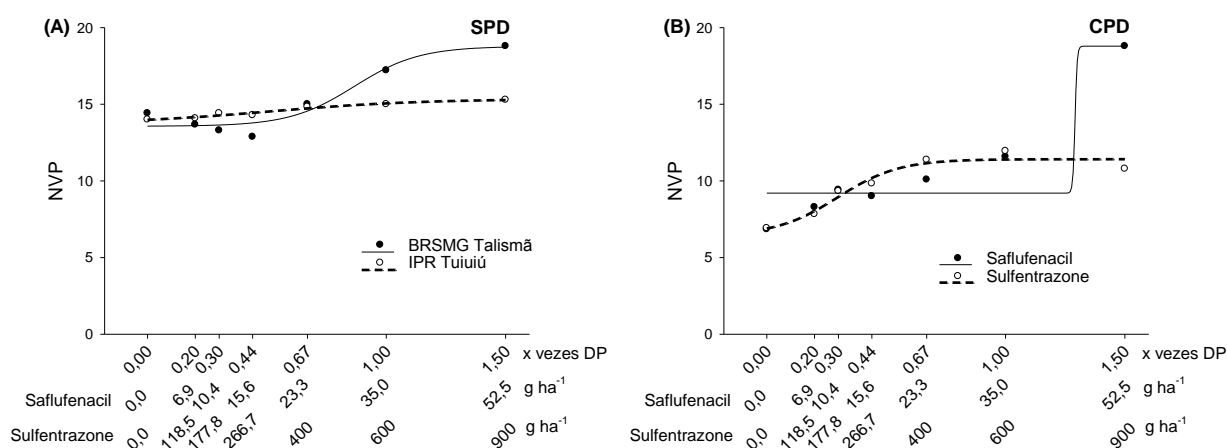 (A)
SPD
20
15
10
5
0
NVP
BRSMG Talismã
IPR Tuiuiú
0,00 0,20 0,30 0,44 0,67 1,00 1,50 x vezes DP
Saflufenacil 0,0 6,9 10,4 15,6 23,3 35,0 52,5 g ha-1
Sulfentrazone 0,0 118,5 177,8 266,7 400 600 900
(B)
CPD
20
15
10
5
0
NVP
Saflufenacil
Sulfentrazone
0,00 0,20 0,30 0,44 0,67 1,00 1,50 x vezes DP
Saflufenacil 0,0 6,9 10,4 15,6 23,3 35,0 52,5 g ha-1
Sulfentrazone 0,0 118,5 177,8 266,7 400 600 900 g ha-1